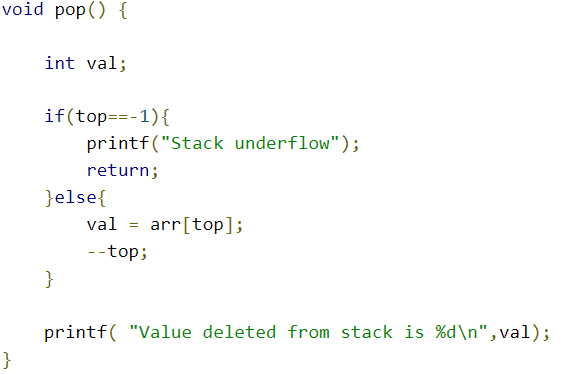 void pop() {
int val;
if(top==-1){
printf("Stack underflow");
return;
}else{
val = arr[top];
--top;
}
printf( "Value deleted from stack is %d\n",val);
}